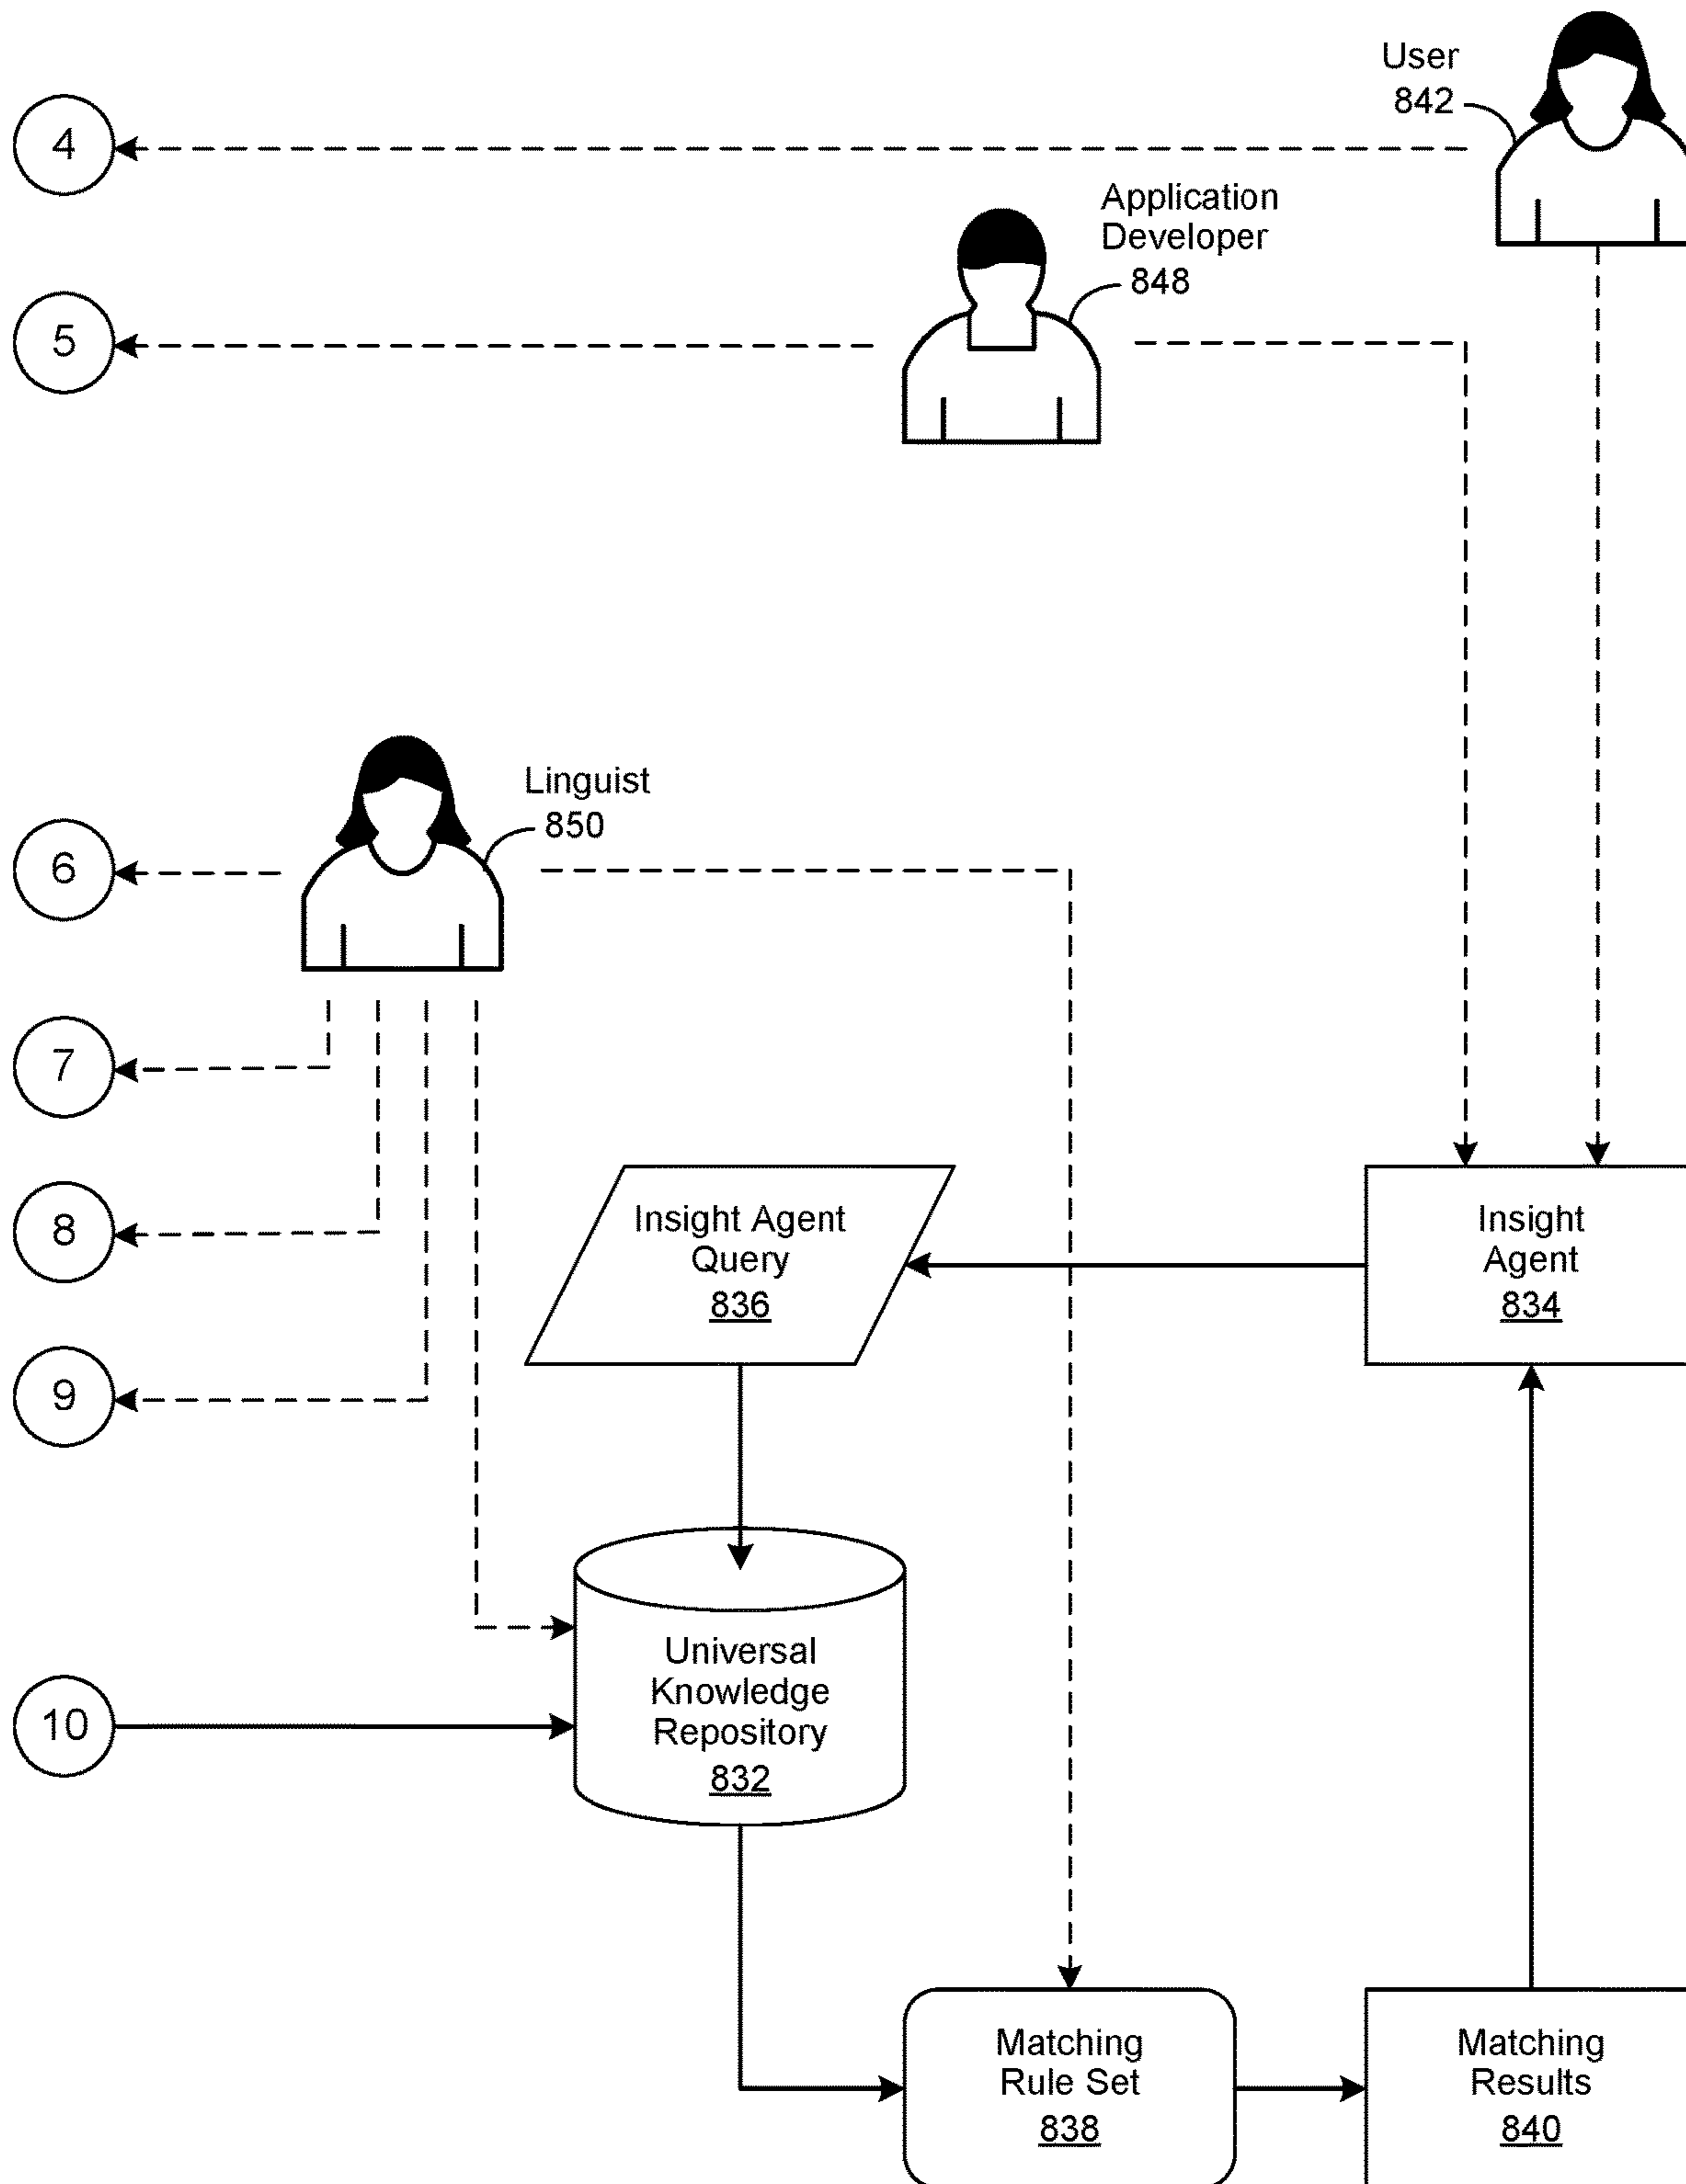 User
842
4
Application
Developer
848
5
Linguist
850
6
7
Insight Agent
Query
836
Insight
Agent
834
8
9
Universal
Knowledge
Repository
832
10
Matching
Rule Set
838
Matching
Results
840